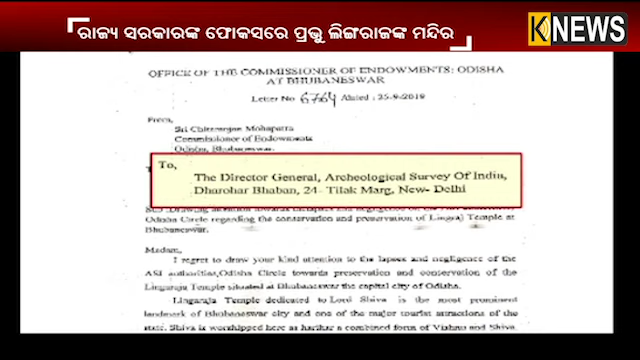 ରାଜ୍ୟ ସରକାରଙ୍କ ଫୋକସରେ ପ୍ରଭୁ ଲିଙ୍ଗରାଜଙ୍କ ମନ୍ଦିର
KNEWS
OFFICE OF THE COMMISSIONER OF ENDOWMENTS: ODISHA
AT BHUBANESWAR
Letter No 6764 /dated : 25-9-2019
From,
Sri Chittaranjan Mohapatra
Commissioner of Endowments
Odisha, Bhubaneswar.
To,
The Director General, Archeological Survey Of India,
Dharohar Bhaban, 24- Tilak Marg, New- Delhi
Odisha Circle regarding the conservation and preservation of Lingraj Temple at
Bhubaneswar.
Madam,
I regret to draw your kind attention to the lapses and negligence of the
ASI authorities,Odisha Circle towards preservation and conservation of the
Lingaraja Temple situated at Bhubaneswar the capital city of Odisha.
Lingaraja Temple dedicated to Lord Shiva is the most prominent
landmark of Bhubaneswar city and one of the major tourist attractions of the
state. Shiva is worshipped here as harihar a combined form of Vishnu and Shiva